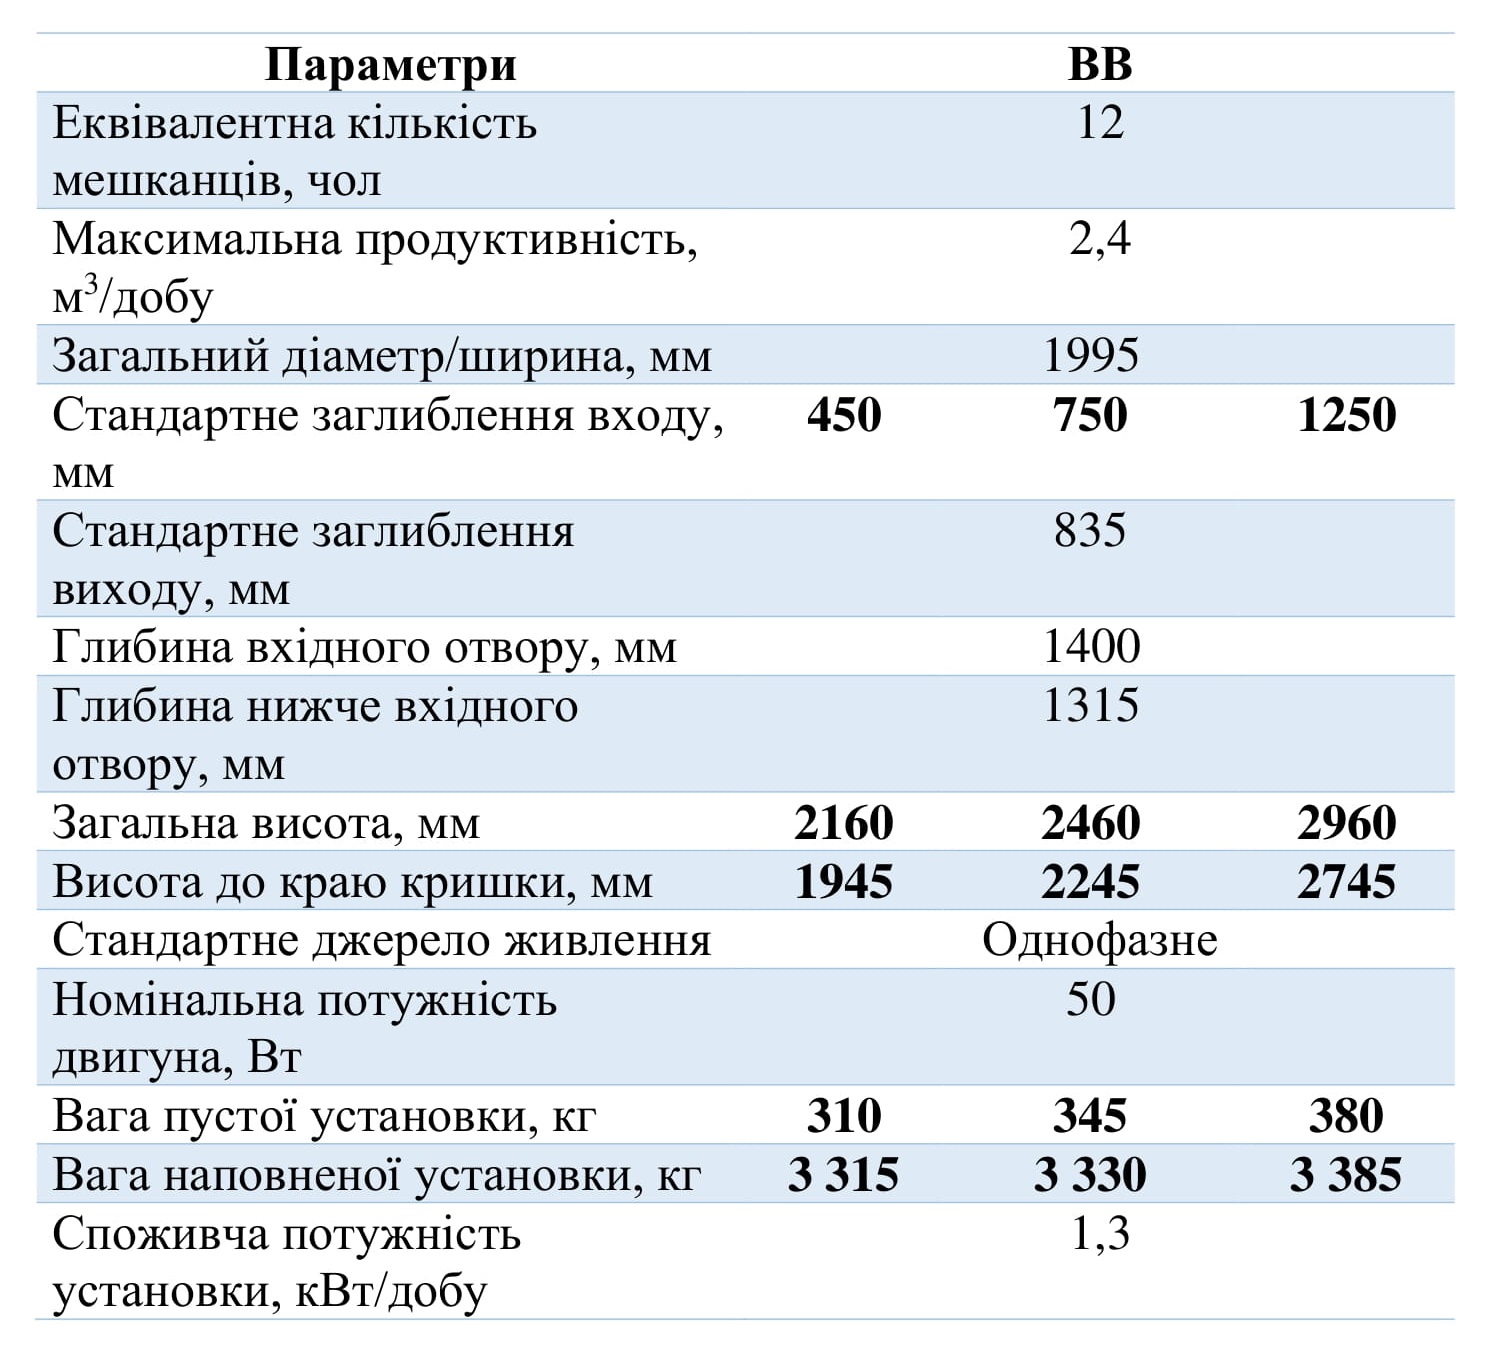 Параметри ВВ
Еквівалентна кількість 12
мешканців, чол
Максимальна продуктивність, 2,4
м³/добу
Загальний діаметр/ширина, мм 1995
Стандартне заглиблення входу, 450 750 1250
мм
Стандартне заглиблення 835
виходу, мм
Глибина вхідного отвору, мм 1400
Глибина нижче вхідного 1315
отвору, мм
Загальна висота, мм 2160 2460 2960
Висота до краю кришки, мм 1945 2245 2745
Стандартне джерело живлення Однофазне
Номінальна потужність 50
двигуна, Вт
Вага пустої установки, кг 310 345 380
Вага наповненої установки, кг 3 315 3 330 3 385
Споживча потужність 1,3
установки, кВт/добу